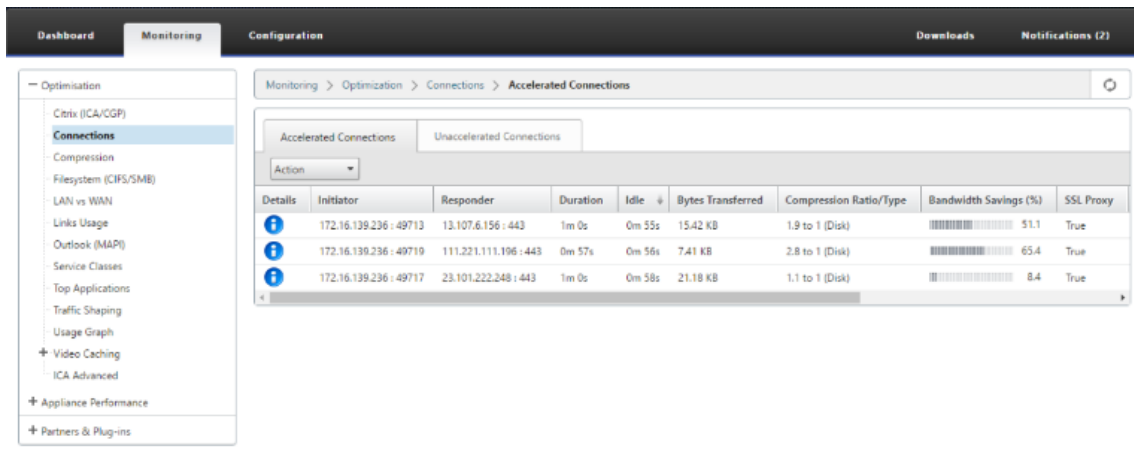 Dashboard Monitoring Configuration Downloads Notifications (2)
Optimisation
Citrix (ICA/CGP)
Connections
Compression
Filesystem (CIFS/SMB)
LAN vs WAN
Links Usage
Outlook (MAPI)
Service Classes
Top Applications
Traffic Shaping
Usage Graph
Video Caching
ICA Advanced
Appliance Performance
Partners & Plug-ins
Monitoring > Optimization > Connections > Accelerated Connections
Accelerated Connections Unaccelerated Connections
Action
Details Initiator Responder Duration Idle Bytes Transferred Compression Ratio/Type Bandwidth Savings (%) SSL Proxy
172.16.139.236 : 49713 13.107.6.156 : 443 1m 0s 0m 55s 15.42 KB 1.9 to 1 (Disk) 51.1 True
172.16.139.236 : 49719 111.221.111.196 : 443 0m 57s 0m 56s 7.41 KB 2.8 to 1 (Disk) 65.4 True
172.16.139.236 : 49717 23.101.222.248 : 443 1m 0s 0m 58s 21.18 KB 1.1 to 1 (Disk) 8.4 True